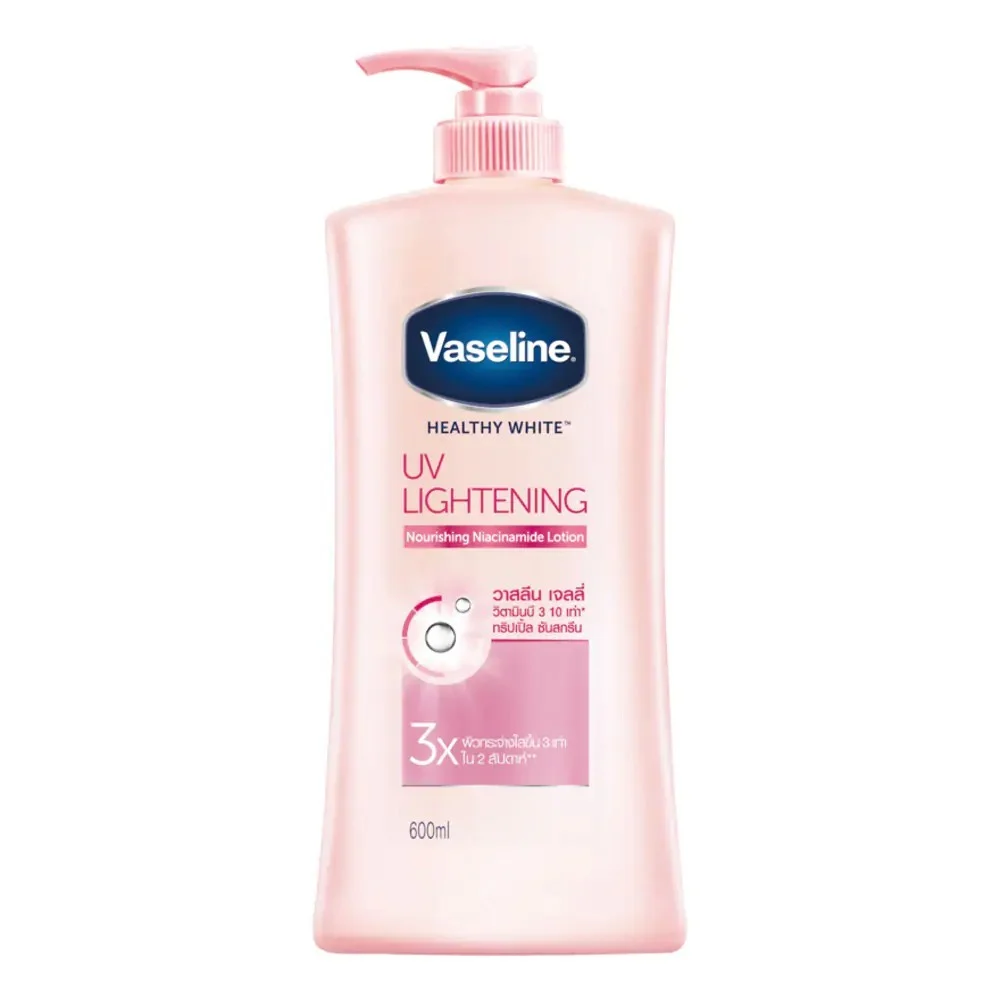 Vaseline®
HEALTHY WHITE™
UV
LIGHTENING
Nourishing Niacinamide Lotion
วาสลีน เจลลี่
วิตามินบี 3 10 เท่า*
ทริปเปิ้ล ซันสกรีน
3x ผิวกระจ่างใสขึ้น 3 เท่า
ใน 2 สัปดาห์**
600ml